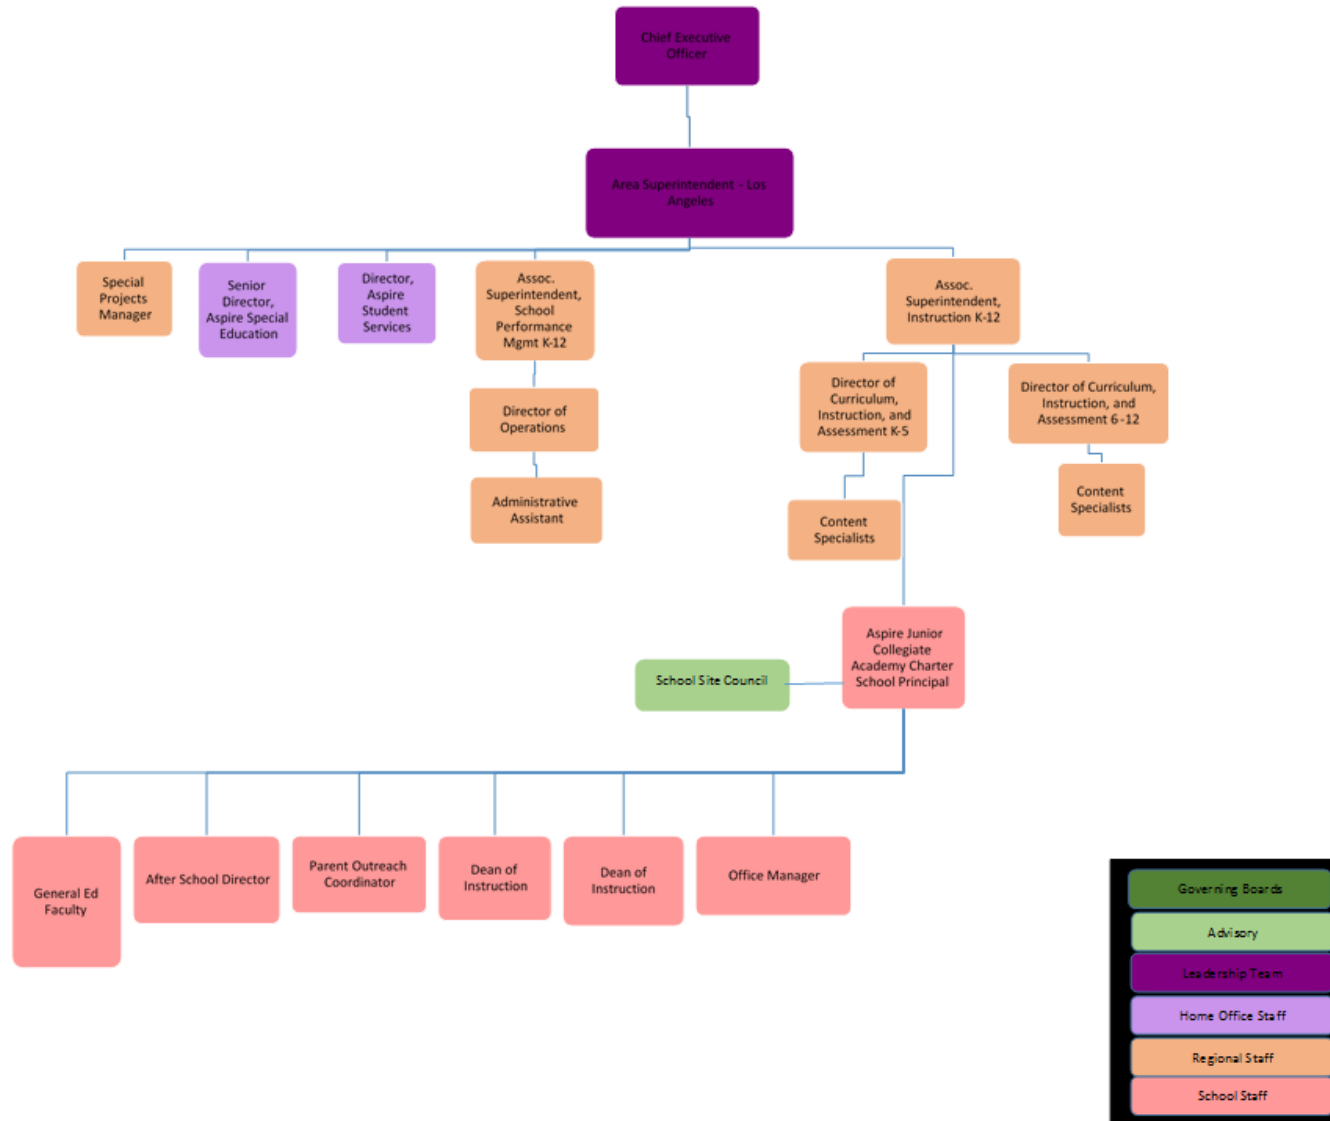 Chief Executive
Officer
Area Superintendent - Los
Angeles
Special
Projects
Manager
Senior
Director,
Aspire Special
Education
Director,
Aspire
Student
Services
Assoc.
Superintendent,
School
Performance
Mgmt K-12
Assoc.
Superintendent,
Instruction K-12
Director of
Operations
Director of
Curriculum,
Instruction, and
Assessment K-5
Director of Curriculum,
Instruction, and
Assessment 6-12
Administrative
Assistant
Content
Specialists
Content
Specialists
Aspire Junior
Collegiate
Academy Charter
School Principal
School Site Council
General Ed
Faculty
After School Director
Parent Outreach
Coordinator
Dean of
Instruction
Dean of
Instruction
Office Manager
Governing Boards
Advisory
Leadership Team
Home Office Staff
Regional Staff
School Staff